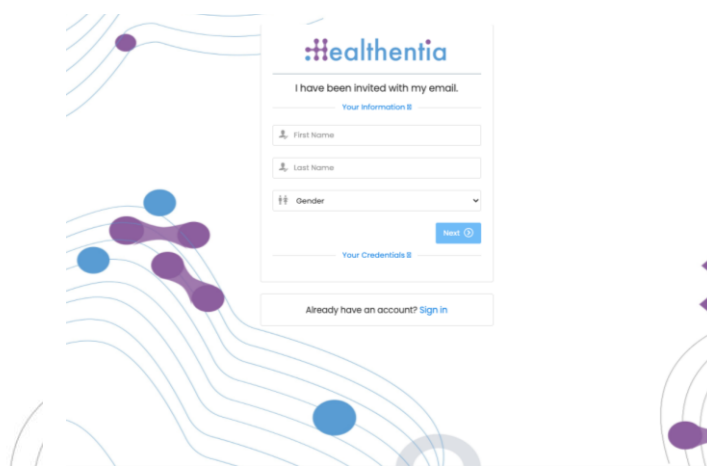 Healthentia
I have been invited with my email.
Your Information
First Name
Last Name
Gender
Next
Your Credentials
Already have an account? Sign in